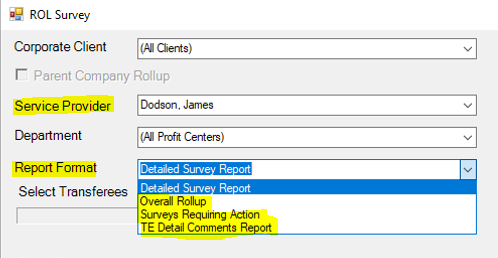 ROL Survey
Corporate Client (All Clients)
Parent Company Rollup
Service Provider Dodson, James
Department (All Profit Centers)
Report Format Detailed Survey Report
Select Transferees Detailed Survey Report
Overall Rollup
Surveys Requiring Action
TE Detail Comments Report